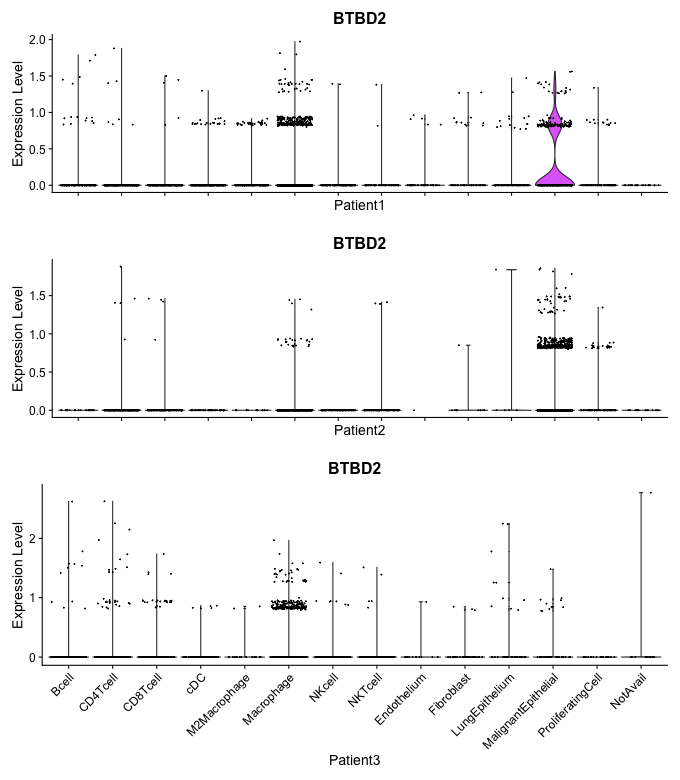 BTBD2
Expression Level
2.0
1.5
1.0
0.5
0.0
Patient1
BTBD2
Expression Level
1.5
1.0
0.5
0.0
Patient2
BTBD2
Expression Level
2
1
0
Bcell
CD4Tcell
CD8Tcell
cDC
M2Macrophage
Macrophage
NKcell
NKTcell
Endothelium
Fibroblast
LungEpithelium
MalignantEpithelial
ProliferatingCell
NotAvail
Patient3